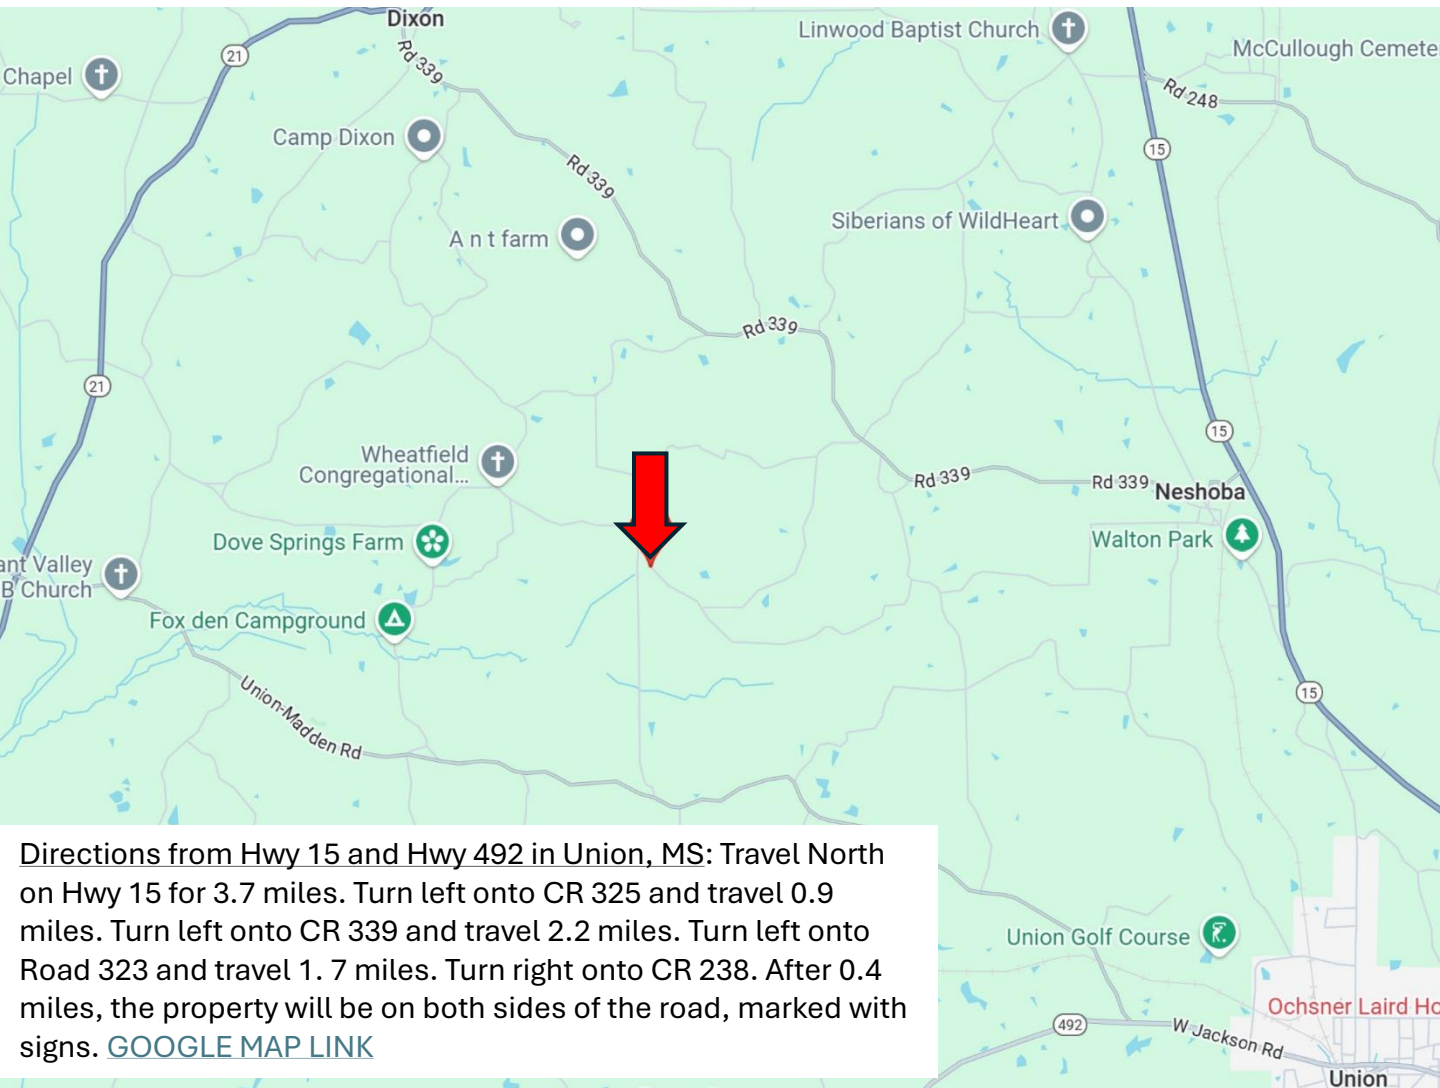 Dixon
Linwood Baptist Church
McCullough Cemete
21
Rd 339
Chapel
Rd 248
Camp Dixon
15
Rd 339
Siberians of WildHeart
A n t farm
Rd 339
21
15
Wheatfield
Congregational...
Rd 339
Rd 339
Neshoba
Walton Park
Dove Springs Farm
ant Valley
B Church
Fox den Campground
15
Union-Madden Rd
Directions from Hwy 15 and Hwy 492 in Union, MS: Travel North
on Hwy 15 for 3.7 miles. Turn left onto CR 325 and travel 0.9
miles. Turn left onto CR 339 and travel 2.2 miles. Turn left onto
Road 323 and travel 1. 7 miles. Turn right onto CR 238. After 0.4
miles, the property will be on both sides of the road, marked with
signs. GOOGLE MAP LINK
Union Golf Course
Ochsner Laird Ho
492
W Jackson Rd
Union